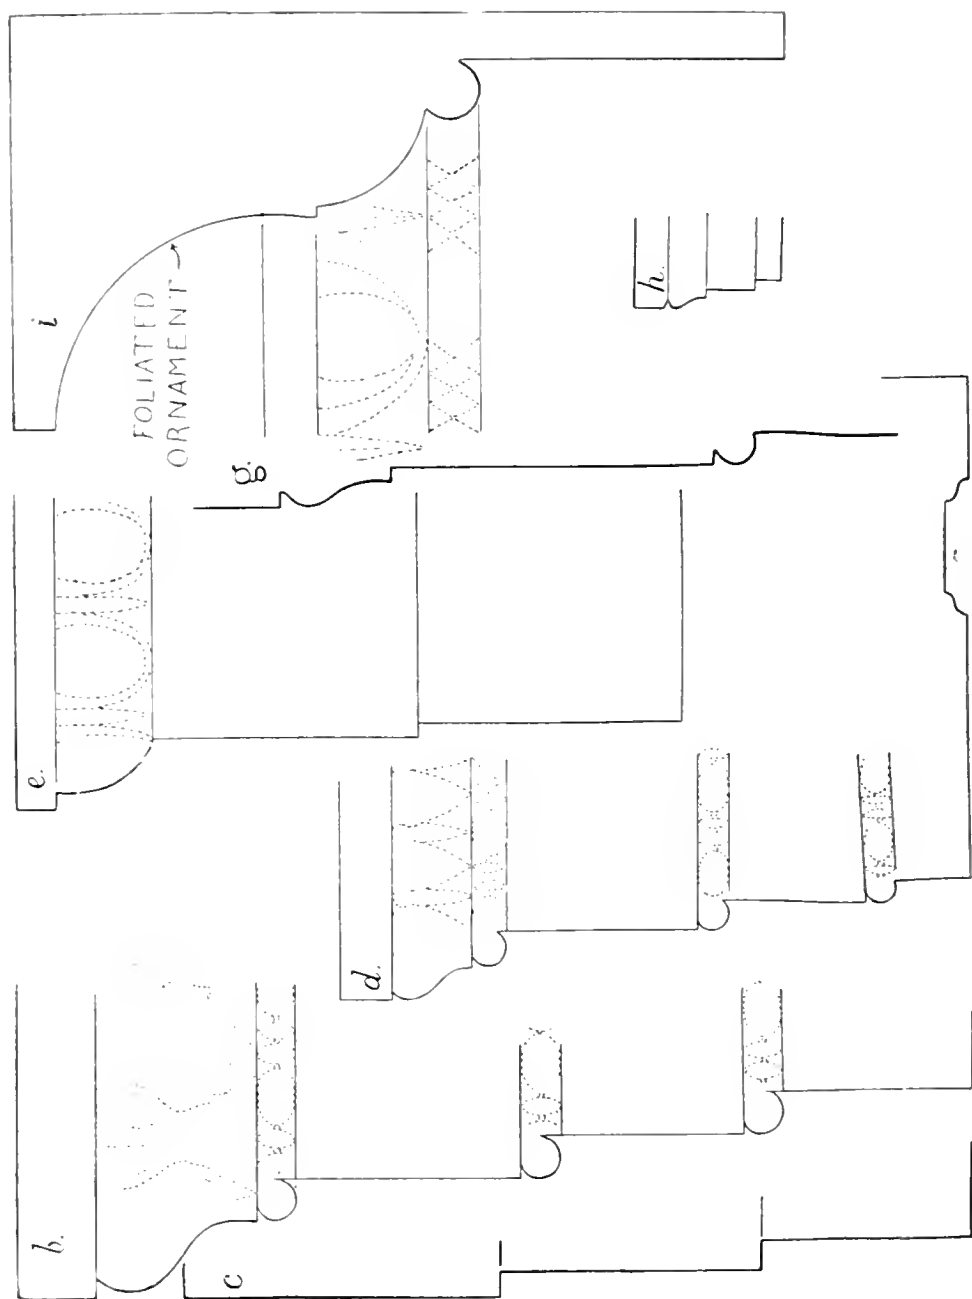 i
FOLIATED
ORNAMENT
h.
g.
e.
d.
b.
c